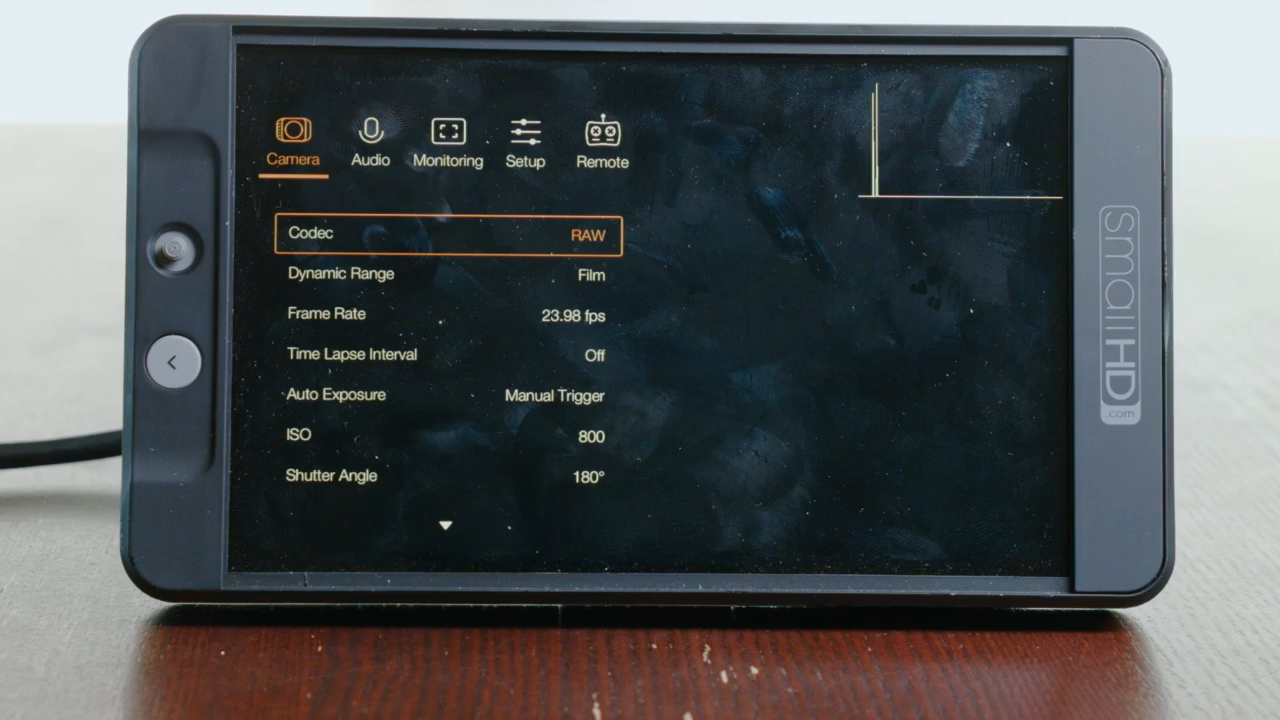 Camera Audio Monitoring Setup Remote
Codec RAW
Dynamic Range Film
Frame Rate 23.98 fps
Time Lapse Interval Off
Auto Exposure Manual Trigger
ISO 800
Shutter Angle 180°
smallHD
.com